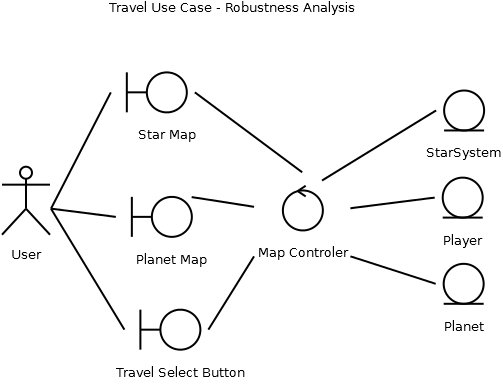 Travel Use Case - Robustness Analysis
Star Map
StarSystem
User
Planet Map
Map Controler
Player
Travel Select Button
Planet